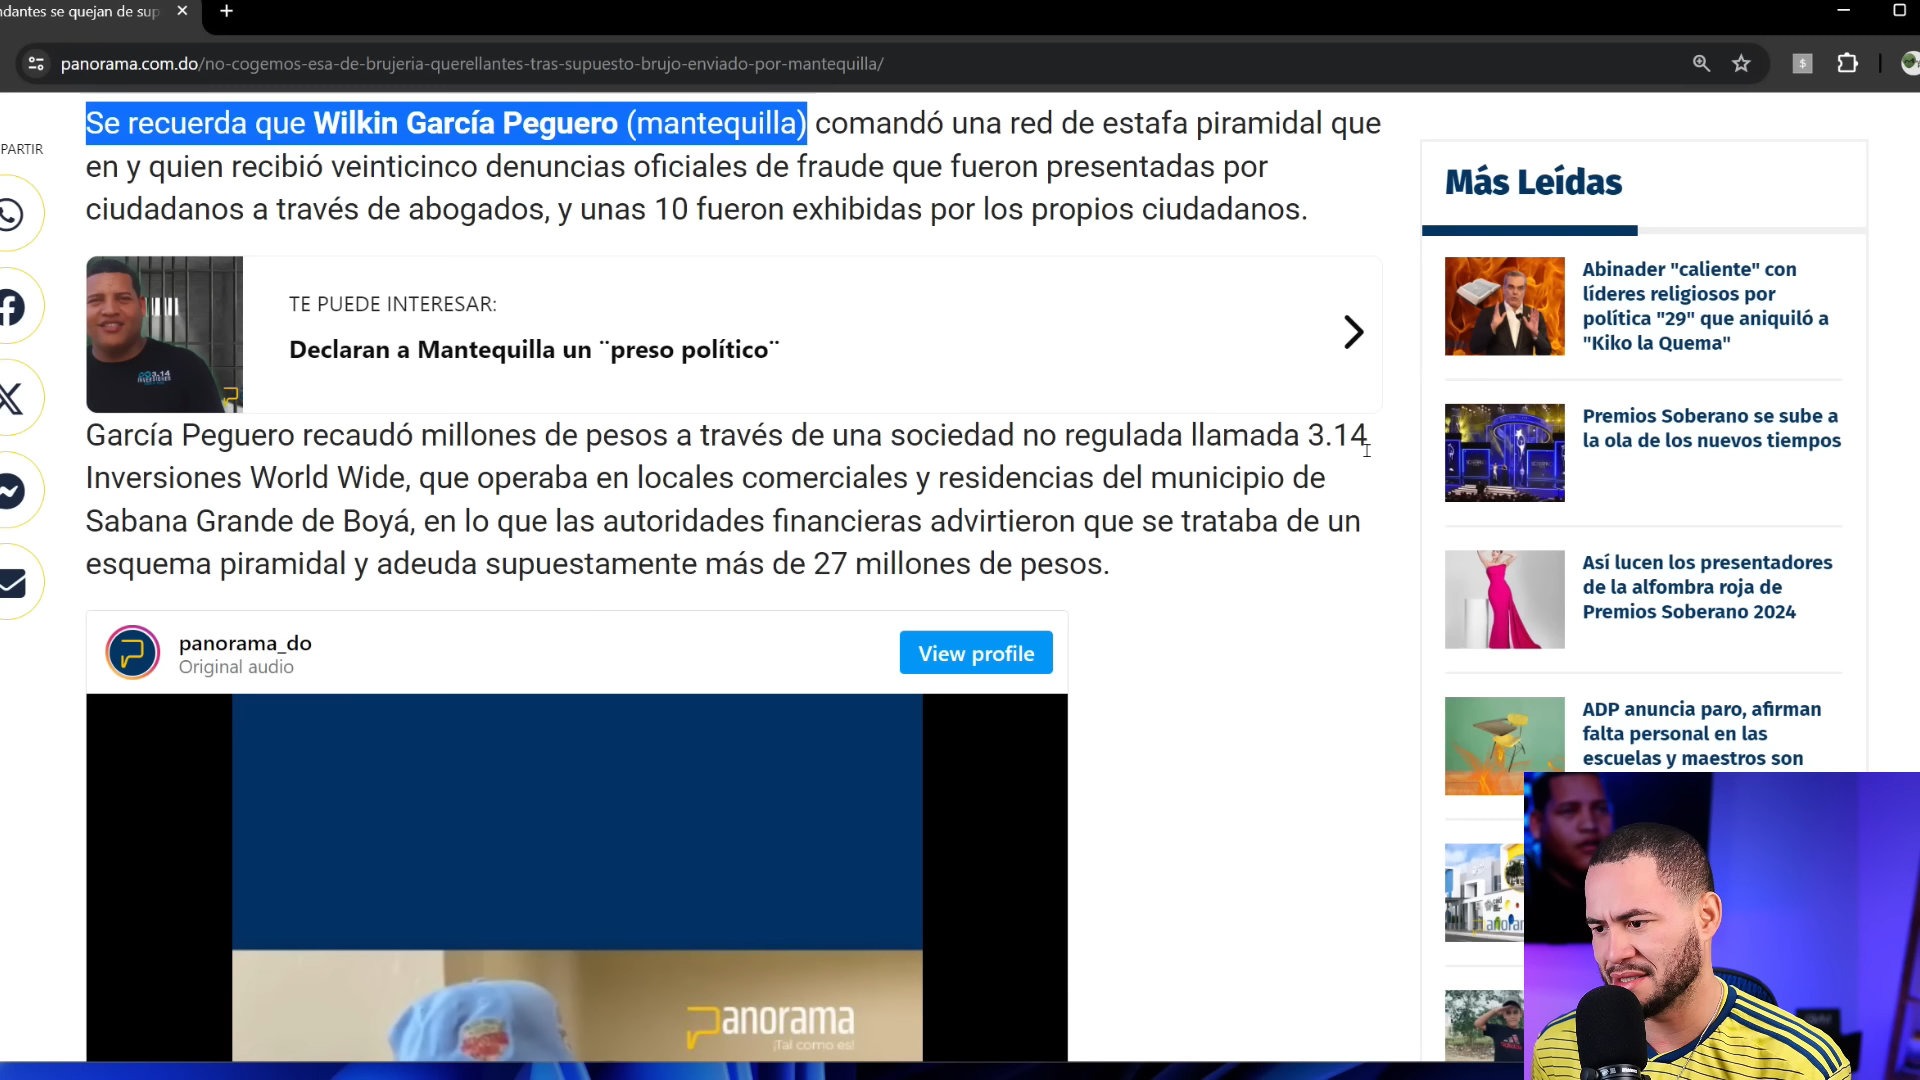 ndantes se quejan de sup
panorama.com.do/no-cogemos-esa-de-brujeria-querellantes-tras-supuesto-brujo-enviado-por-mantequilla/
PARTIR
Se recuerda que Wilkin García Peguero (mantequilla) comandó una red de estafa piramidal que
en y quien recibió veinticinco denuncias oficiales de fraude que fueron presentadas por
ciudadanos a través de abogados, y unas 10 fueron exhibidas por los propios ciudadanos.
3.14
INVERSIONES
TE PUEDE INTERESAR:
Declaran a Mantequilla un ¨preso político¨
García Peguero recaudó millones de pesos a través de una sociedad no regulada llamada 3.14
Inversiones World Wide, que operaba en locales comerciales y residencias del municipio de
Sabana Grande de Boyá, en lo que las autoridades financieras advirtieron que se trataba de un
esquema piramidal y adeuda supuestamente más de 27 millones de pesos.
panorama_do
Original audio
View profile
Panorama
¡Tal como es!
Más Leídas
Abinader "caliente" con
líderes religiosos por
política "29" que aniquiló a
"Kiko la Quema"
Premios Soberano se sube a
la ola de los nuevos tiempos
Así lucen los presentadores
de la alfombra roja de
Premios Soberano 2024
ADP anuncia paro, afirman
falta personal en las
escuelas y maestros son